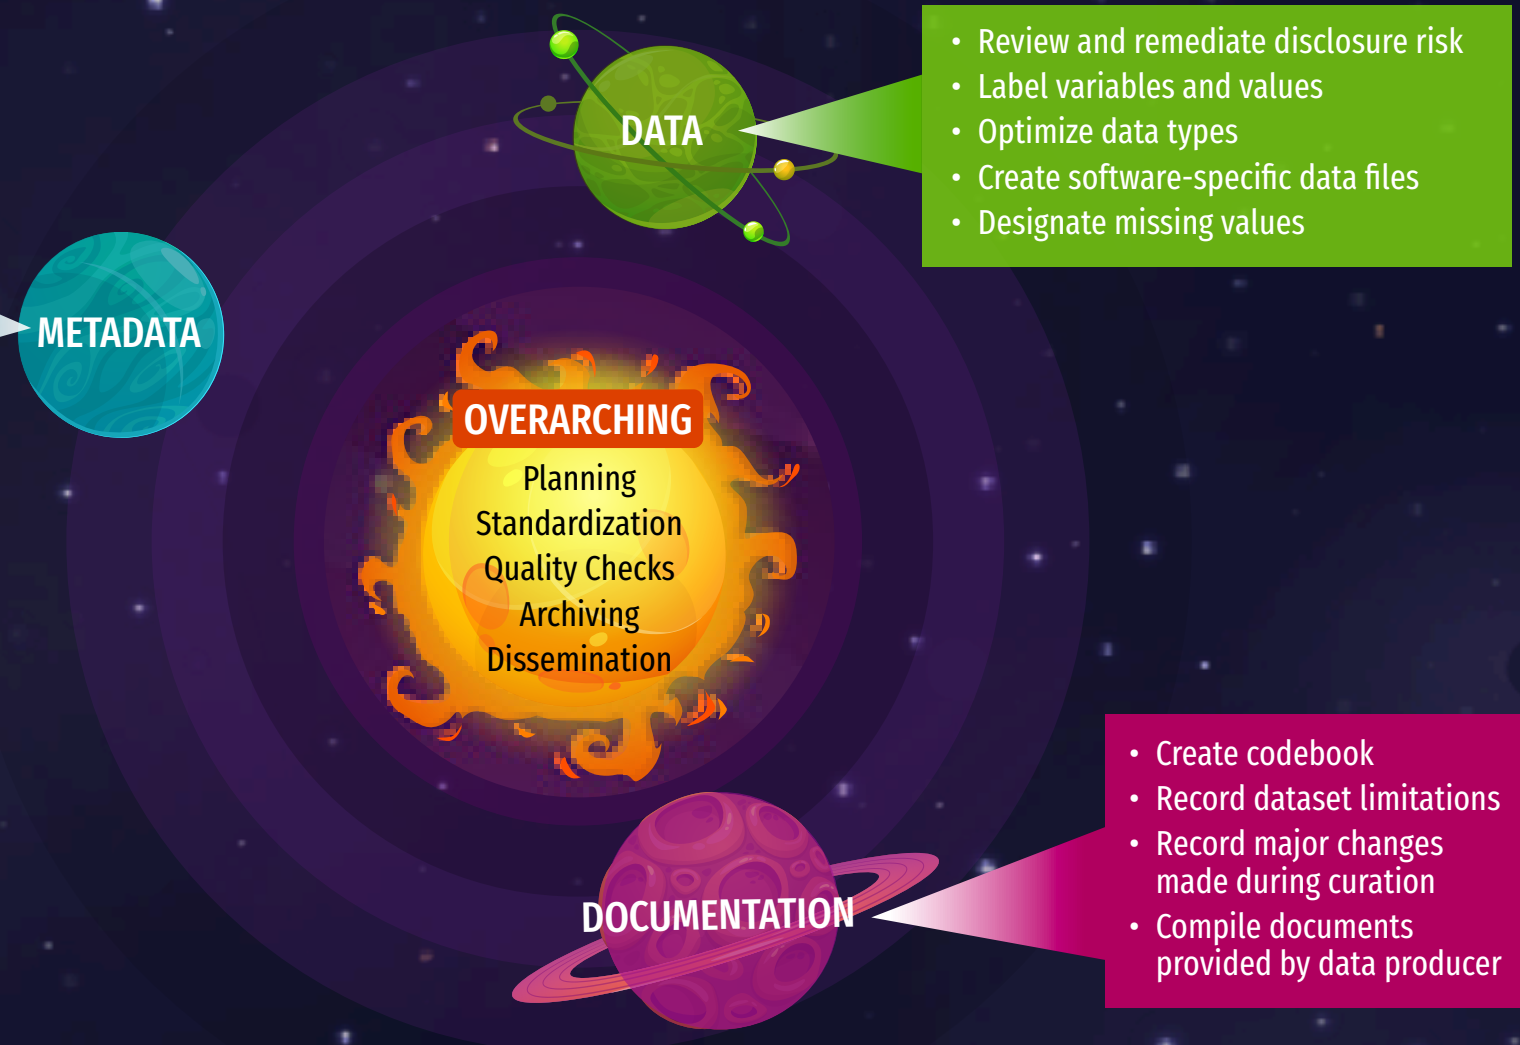 DATA
• Review and remediate disclosure risk
• Label variables and values
• Optimize data types
• Create software-specific data files
• Designate missing values
METADATA
OVERARCHING
Planning
Standardization
Quality Checks
Archiving
Dissemination
DOCUMENTATION
• Create codebook
• Record dataset limitations
• Record major changes
made during curation
• Compile documents
provided by data producer